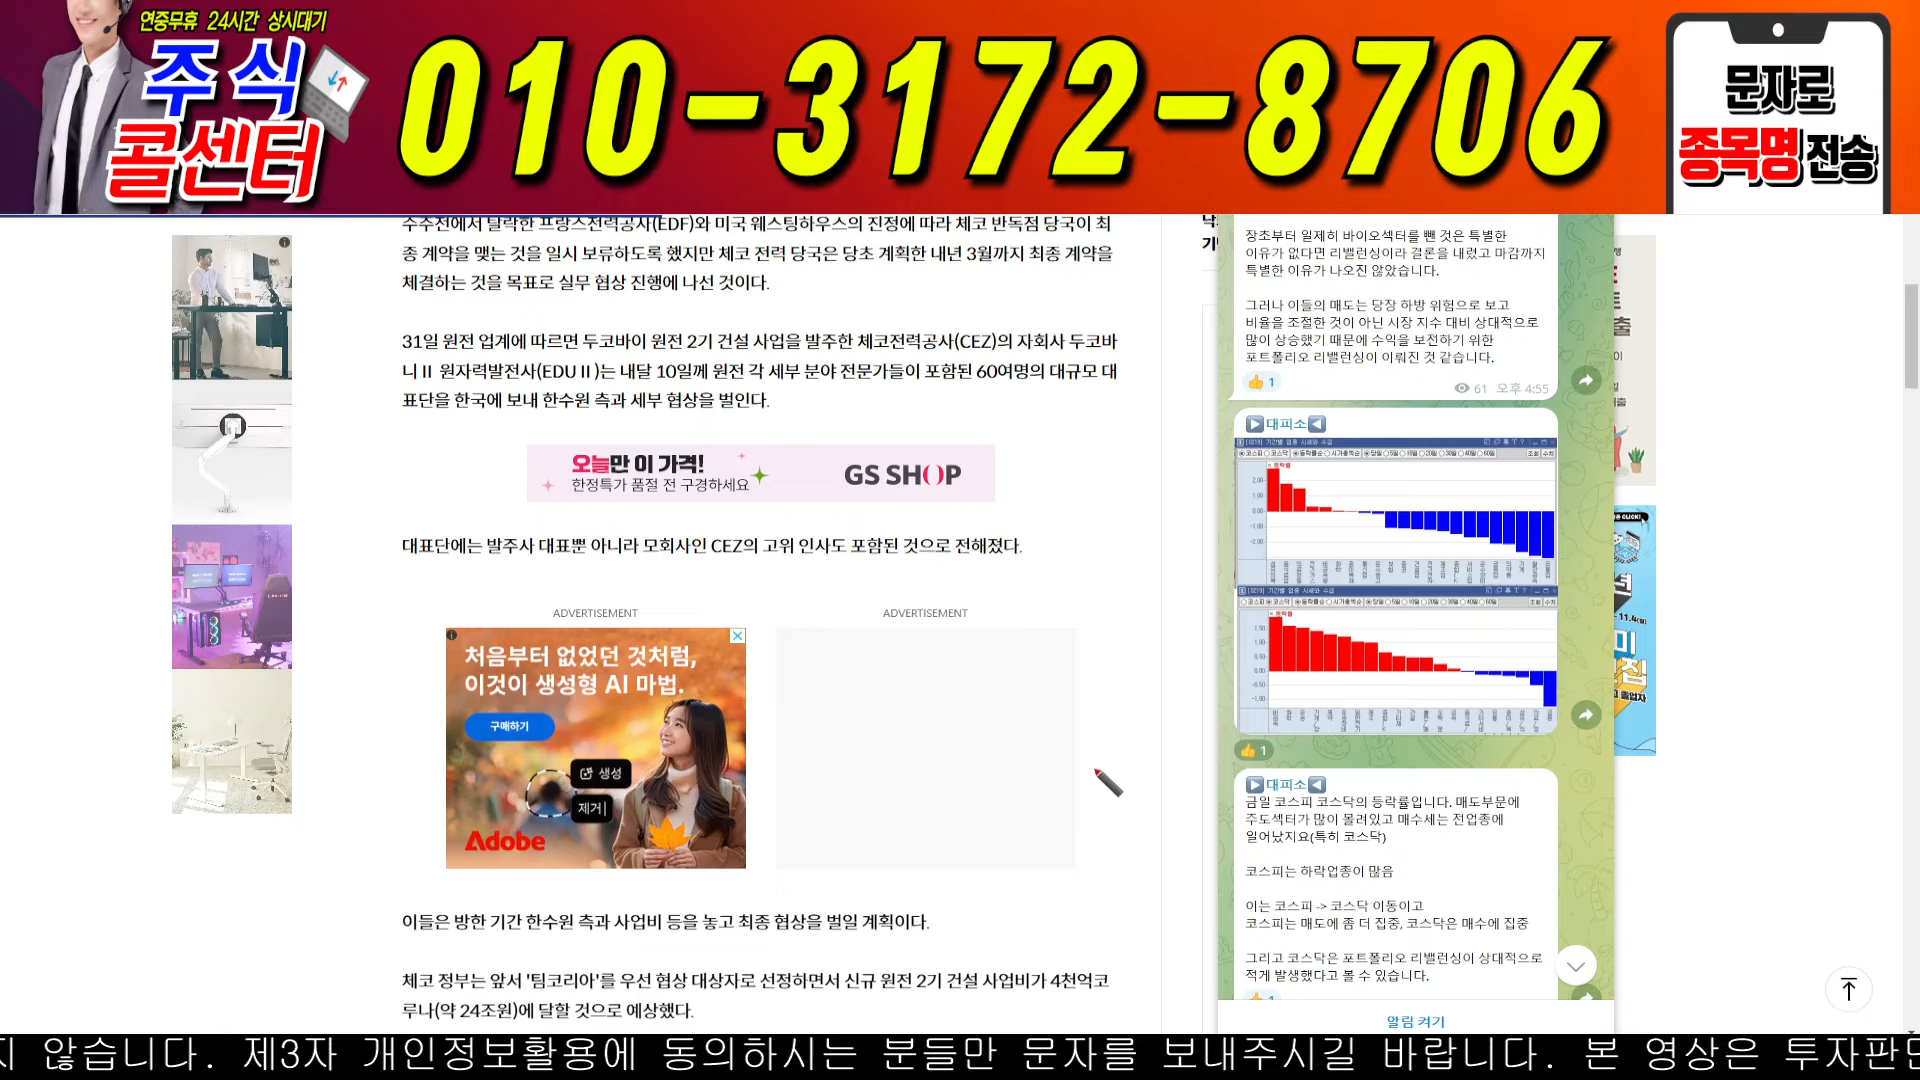 연중무휴 24시간 상시대기
주식
콜센터
010-3172-8706
문자로
종목명 전송
수주전에서 탈락한 프랑스전력공사(EDF)와 미국 웨스팅하우스의 진정에 따라 체코 반독점 당국이 최
종 계약을 맺는 것을 일시 보류하도록 했지만 체코 전력 당국은 당초 계획한 내년 3월까지 최종 계약을
체결하는 것을 목표로 실무 협상 진행에 나선 것이다.
31일 원전 업계에 따르면 두코바이 원전 2기 건설 사업을 발주한 체코전력공사(CEZ)의 자회사 두코바
니Ⅱ 원자력발전사(EDUⅡ)는 내달 10일께 원전 각 세부 분야 전문가들이 포함된 60여명의 대규모 대
표단을 한국에 보내 한수원 측과 세부 협상을 벌인다.
오늘만 이 가격!
한정특가 품절 전 구경하세요
GS SHOP
대표단에는 발주사 대표뿐 아니라 모회사인 CEZ의 고위 인사도 포함된 것으로 전해졌다.
ADVERTISEMENT
ADVERTISEMENT
처음부터 없었던 것처럼,
이것이 생성형 AI 마법.
구매하기
생성
제거
Adobe
이들은 방한 기간 한수원 측과 사업비 등을 놓고 최종 협상을 벌일 계획이다.
체코 정부는 앞서 '팀코리아'를 우선 협상 대상자로 선정하면서 신규 원전 2기 건설 사업비가 4천억코
루나(약 24조원)에 달할 것으로 예상했다.
장초부터 일제히 바이오섹터를 뺀 것은 특별한
이유가 없다면 리밸런싱이라 결론을 내렸고 마감까지
특별한 이유가 나오진 않았습니다.
그러나 이들의 매도는 당장 하방 위험으로 보고
비율을 조절한 것이 아닌 시장 지수 대비 상대적으로
많이 상승했기 때문에 수익을 보전하기 위한
포트폴리오 리밸런싱이 이뤄진 것 같습니다.
1
61 오후 4:55
대피소
[0219] 기간별 업종 시세와 수급
[0219] 기간별 업종 시세와 수급
1
대피소
금일 코스피 코스닥의 등락률입니다. 매도부문에
주도섹터가 많이 몰려있고 매수세는 전업종에
일어났지요(특히 코스닥)
코스피는 하락업종이 많음
이는 코스피 -> 코스닥 이동이고
코스피는 매도에 좀 더 집중, 코스닥은 매수에 집중
그리고 코스닥은 포트폴리오 리밸런싱이 상대적으로
적게 발생했다고 볼 수 있습니다.
알림 켜기
지 않습니다. 제3자 개인정보활용에 동의하시는 분들만 문자를 보내주시길 바랍니다. 본 영상은 투자판단